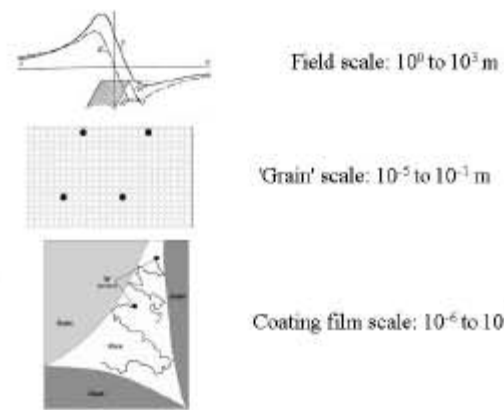 Field scale: 10⁰ to 10³ m
'Grain' scale: 10⁻⁵ to 10⁻¹ m
Coating film scale: 10⁻⁶ to 10